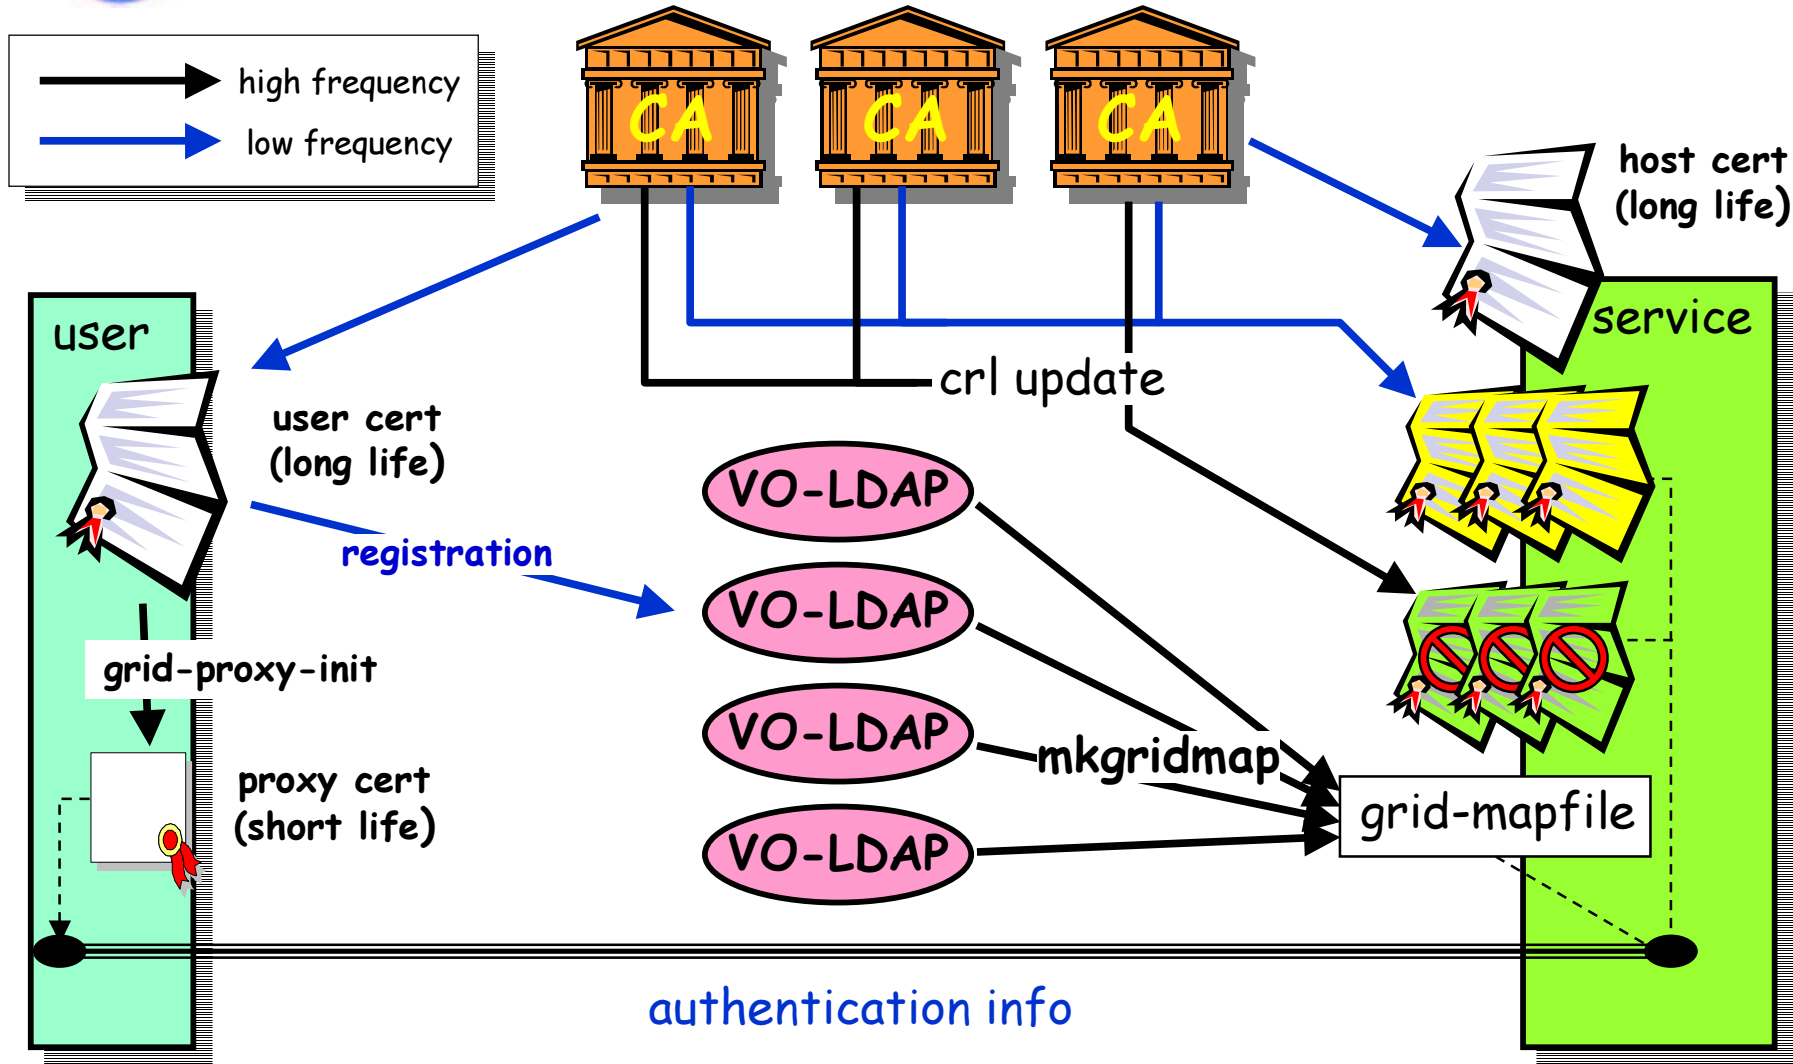 high frequency
low frequency
CA
CA
CA
host cert
(long life)
user
service
crl update
user cert
(long life)
VO-LDAP
registration
VO-LDAP
grid-proxy-init
VO-LDAP
mkgridmap
proxy cert
(short life)
grid-mapfile
VO-LDAP
authentication info